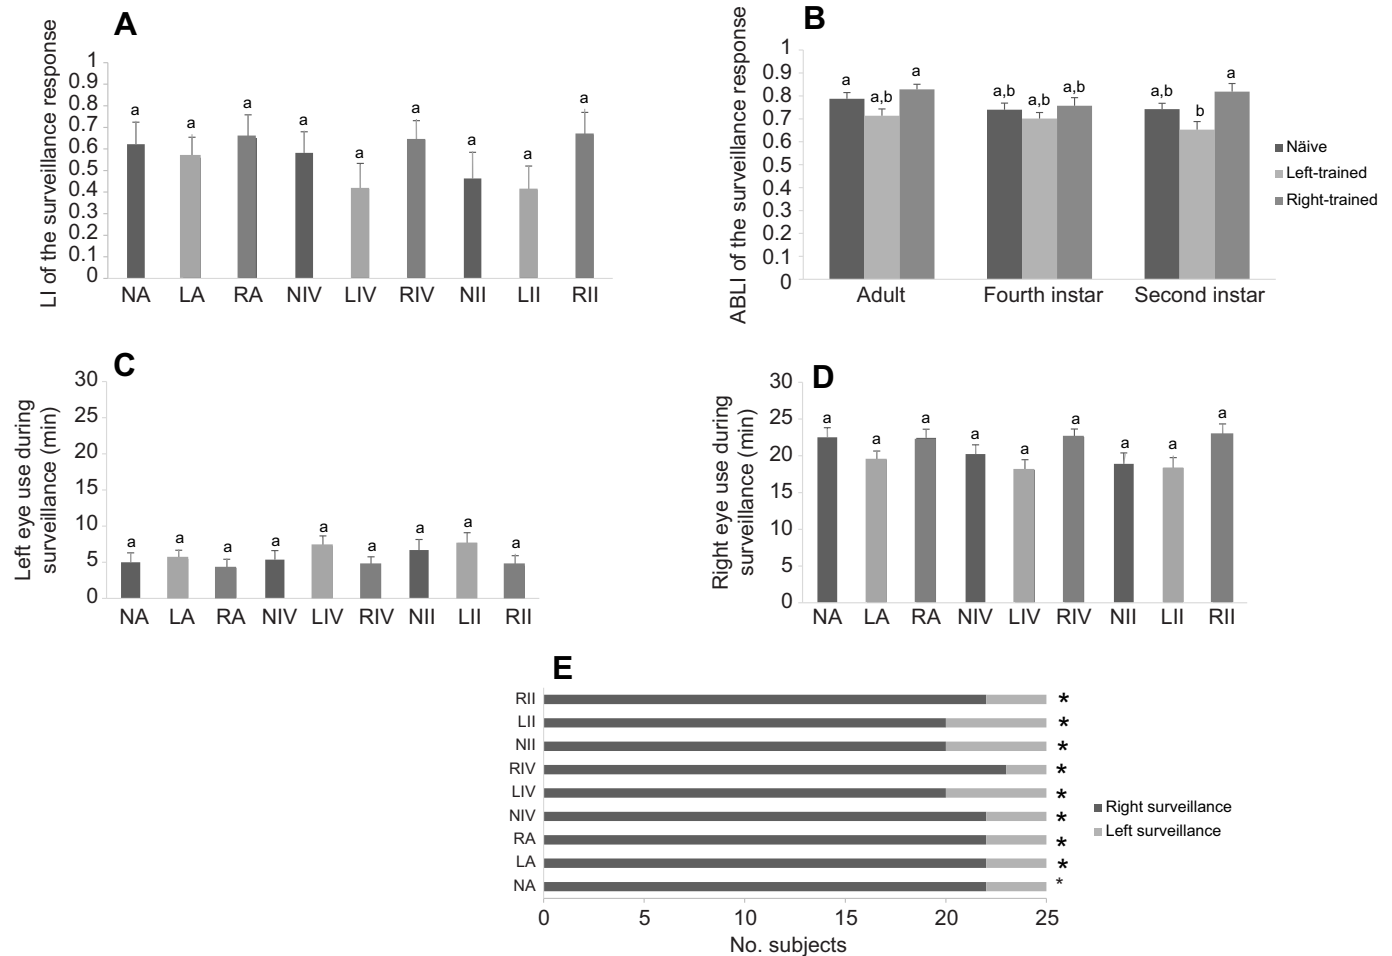 A
LI of the surveillance response
1
0.9
0.8
0.7
0.6
0.5
0.4
0.3
0.2
0.1
0
a a a a a a a a a
NA LA RA NIV LIV RIV NII LII RII
B
ABLI of the surveillance response
1
0.9
0.8
0.7
0.6
0.5
0.4
0.3
0.2
0.1
0
a a,b a a,b a,b a,b a,b b a
Adult Fourth instar Second instar
Näive
Left-trained
Right-trained
C
Left eye use during
surveillance (min)
30
25
20
15
10
5
0
a a a a a a a a a
NA LA RA NIV LIV RIV NII LII RII
D
Right eye use during
surveillance (min)
30
25
20
15
10
5
0
a a a a a a a a a
NA LA RA NIV LIV RIV NII LII RII
E
RII *
LII *
NII *
RIV *
LIV *
NIV *
RA *
LA *
NA *
0 5 10 15 20 25
No. subjects
Right surveillance
Left surveillance